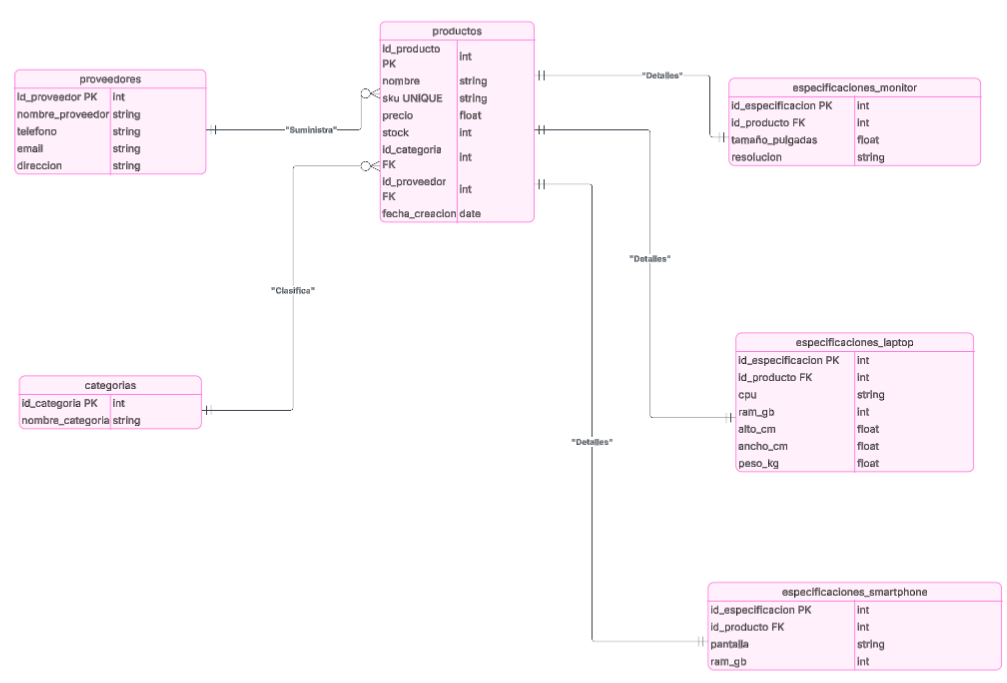 productos
id_producto PK int
nombre string
sku UNIQUE string
precio float
stock int
id_categoria FK int
id_proveedor FK int
fecha_creacion date
proveedores
id_proveedor PK int
nombre_proveedor string
telefono string
email string
direccion string
"Suministra"
"Detalles"
especificaciones_monitor
id_especificacion PK int
id_producto FK int
tamaño_pulgadas float
resolucion string
"Detalles"
"Clasifica"
especificaciones_laptop
id_especificacion PK int
id_producto FK int
cpu string
ram_gb int
alto_cm float
ancho_cm float
peso_kg float
categorias
id_categoria PK int
nombre_categoria string
"Detalles"
especificaciones_smartphone
id_especificacion PK int
id_producto FK int
pantalla string
ram_gb int